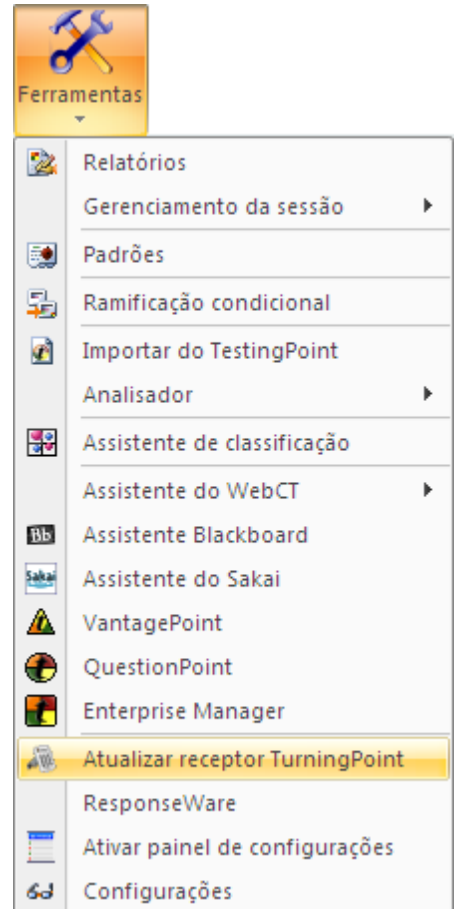 Ferramentas
Relatórios
Gerenciamento da sessão
Padrões
Ramificação condicional
Importar do TestingPoint
Analisador
Assistente de classificação
Assistente do WebCT
Bb Assistente Blackboard
Sakai Assistente do Sakai
VantagePoint
QuestionPoint
Enterprise Manager
Atualizar receptor TurningPoint
ResponseWare
Ativar painel de configurações
Configurações